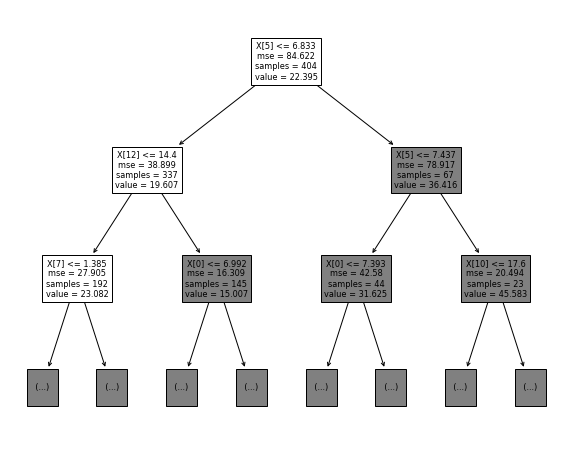 X[5] <= 6.833
mse = 84.622
samples = 404
value = 22.395
X[12] <= 14.4
mse = 38.899
samples = 337
value = 19.607
X[5] <= 7.437
mse = 78.917
samples = 67
value = 36.416
X[7] <= 1.385
mse = 27.905
samples = 192
value = 23.082
X[0] <= 6.992
mse = 16.309
samples = 145
value = 15.007
X[0] <= 7.393
mse = 42.58
samples = 44
value = 31.625
X[10] <= 17.6
mse = 20.494
samples = 23
value = 45.583
(...)
(...)
(...)
(...)
(...)
(...)
(...)
(...)